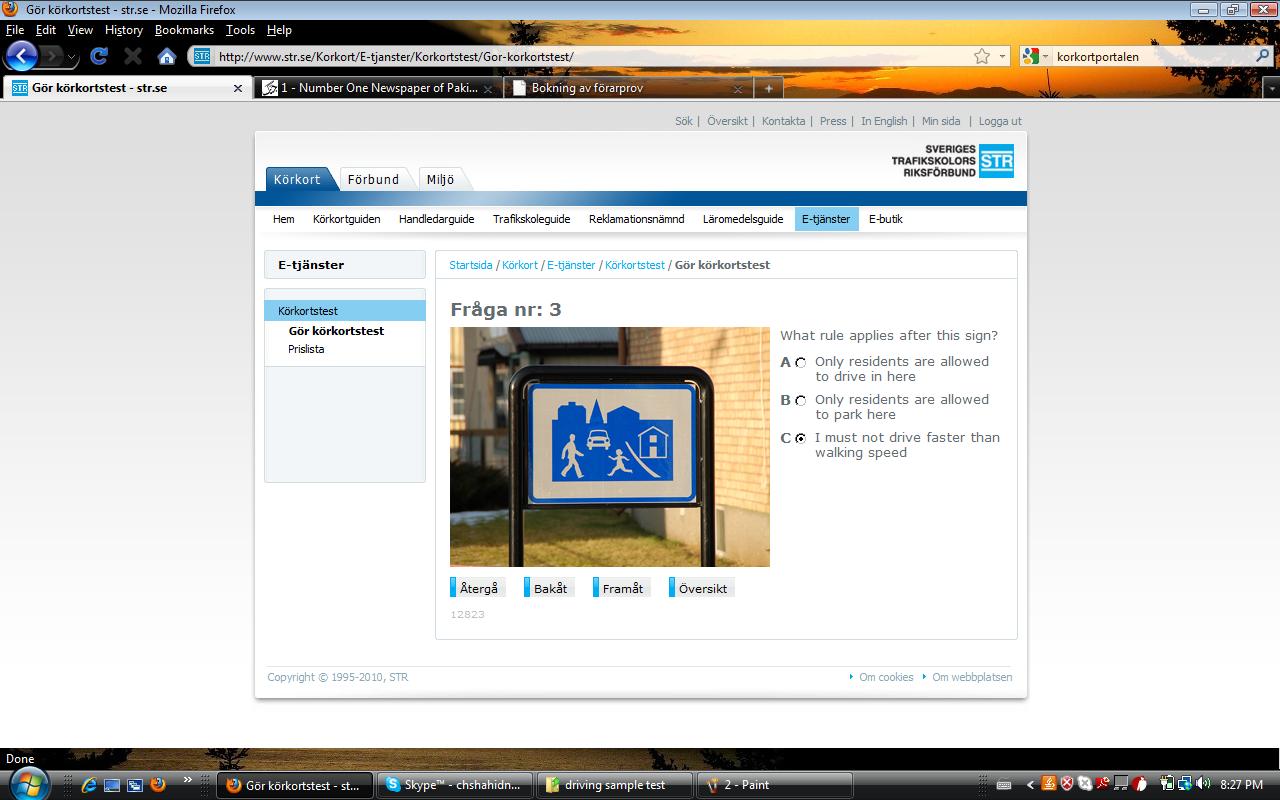 Gör körkortstest - str.se - Mozilla Firefox
File Edit View History Bookmarks Tools Help
STR http://www.str.se/Korkort/E-tjanster/Korkortstest/Gor-korkortstest/ korkortportalen
STR Gör körkortstest - str.se 1 - Number One Newspaper of Paki... Bokning av förarprov
Sök | Översikt | Kontakta | Press | In English | Min sida | Logga ut
SVERIGES
TRAFIKSKOLORS STR
RIKSFÖRBUND
Körkort Förbund Miljö
Hem Körkortguiden Handledarguide Trafikskoleguide Reklamationsnämnd Läromedelsguide E-tjänster E-butik
E-tjänster
Startsida / Körkort / E-tjänster / Körkortstest / Gör körkortstest
Körkortstest
Gör körkortstest
Prislista
Fråga nr: 3
What rule applies after this sign?
A Only residents are allowed
to drive in here
B Only residents are allowed
to park here
C I must not drive faster than
walking speed
Återgå Bakåt Framåt Översikt
12823
Copyright © 1995-2010, STR Om cookies Om webbplatsen
Done
Gör körkortstest - st... Skype™ - chshahidn... driving sample test 2 - Paint 8:27 PM